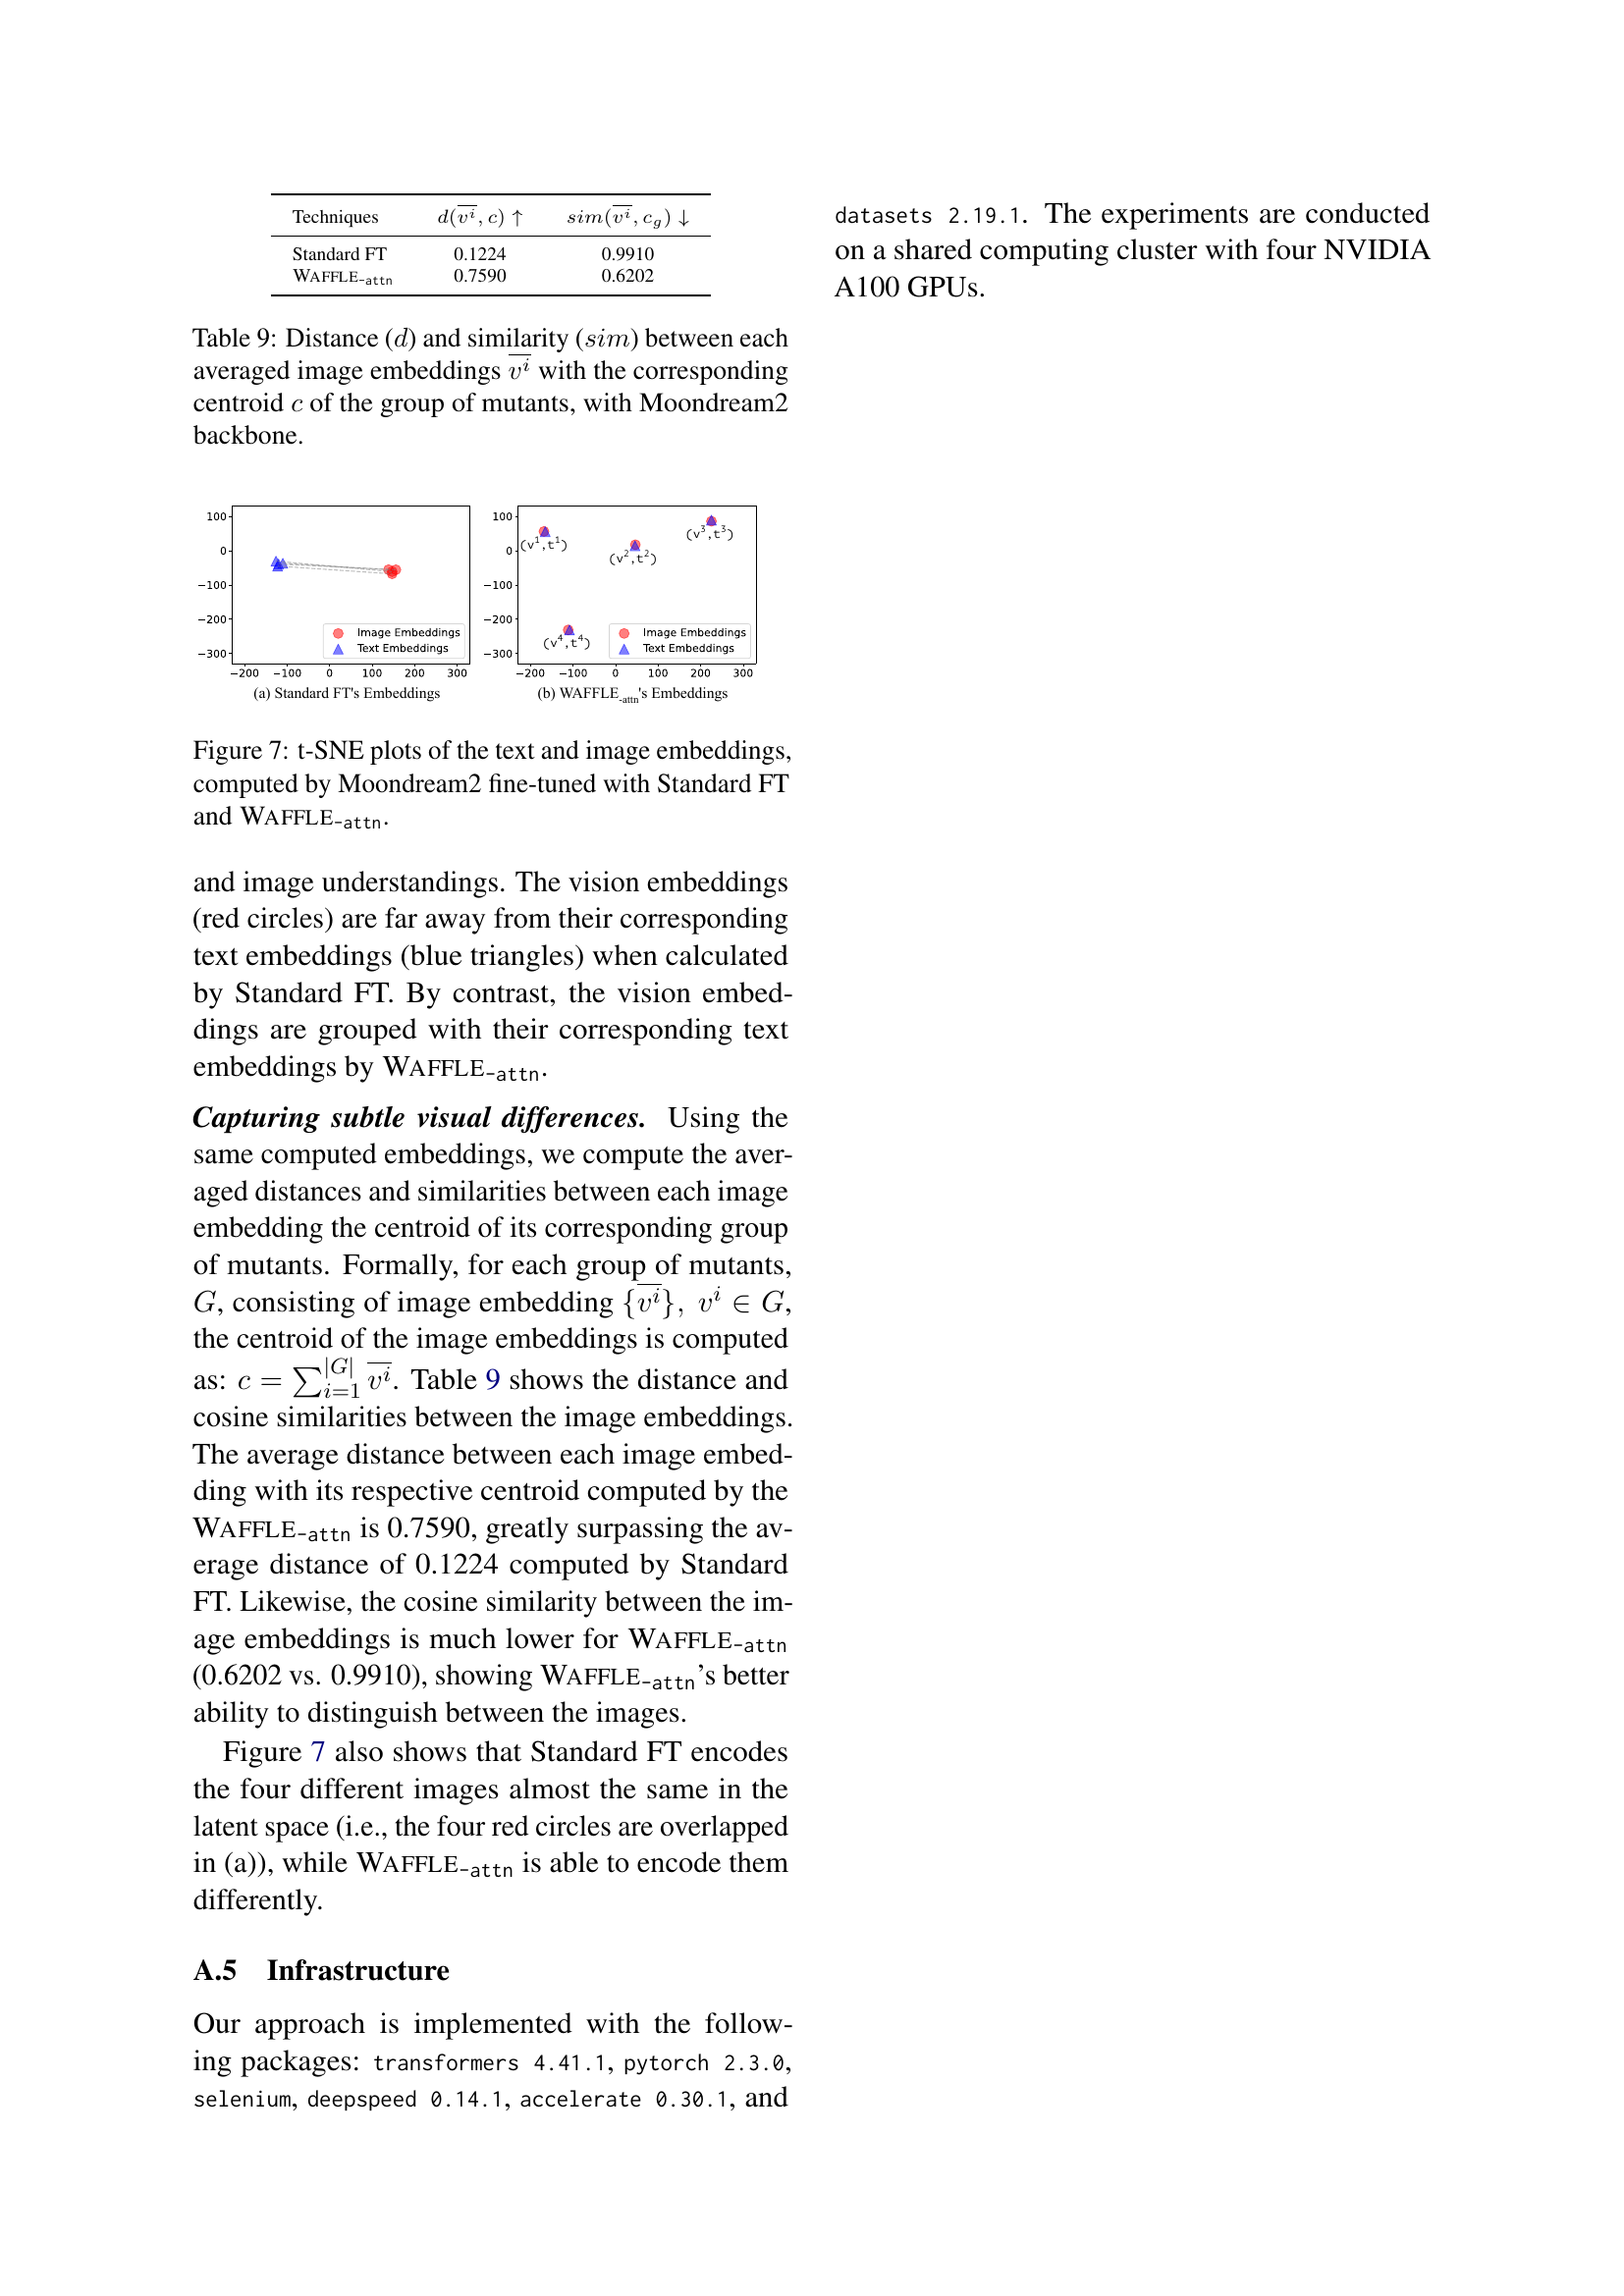 Techniques d(v^i, c) ↑ sim(v^i, c_g) ↓
Standard FT 0.1224 0.9910
WAFFLE-attn 0.7590 0.6202
Table 9: Distance (d) and similarity (sim) between each
averaged image embeddings v^i with the corresponding
centroid c of the group of mutants, with Moondream2
backbone.
100
0
−100
−200
−300
−200 −100 0 100 200 300
Image Embeddings
Text Embeddings
(a) Standard FT's Embeddings
100
0
−100
−200
−300
−200 −100 0 100 200 300
(v^1,t^1)
(v^2,t^2)
(v^3,t^3)
(v^4,t^4)
Image Embeddings
Text Embeddings
(b) WAFFLE-attn's Embeddings
Figure 7: t-SNE plots of the text and image embeddings,
computed by Moondream2 fine-tuned with Standard FT
and WAFFLE-attn.
and image understandings. The vision embeddings
(red circles) are far away from their corresponding
text embeddings (blue triangles) when calculated
by Standard FT. By contrast, the vision embed-
dings are grouped with their corresponding text
embeddings by WAFFLE-attn.
Capturing subtle visual differences. Using the
same computed embeddings, we compute the aver-
aged distances and similarities between each image
embedding the centroid of its corresponding group
of mutants. Formally, for each group of mutants,
G, consisting of image embedding {v^i}, v^i ∈ G,
the centroid of the image embeddings is computed
as: c = ∑_{i=1}^{|G|} v^i. Table 9 shows the distance and
cosine similarities between the image embeddings.
The average distance between each image embed-
ding with its respective centroid computed by the
WAFFLE-attn is 0.7590, greatly surpassing the av-
erage distance of 0.1224 computed by Standard
FT. Likewise, the cosine similarity between the im-
age embeddings is much lower for WAFFLE-attn
(0.6202 vs. 0.9910), showing WAFFLE-attn's better
ability to distinguish between the images.
Figure 7 also shows that Standard FT encodes
the four different images almost the same in the
latent space (i.e., the four red circles are overlapped
in (a)), while WAFFLE-attn is able to encode them
differently.
A.5 Infrastructure
Our approach is implemented with the follow-
ing packages: transformers 4.41.1, pytorch 2.3.0,
selenium, deepspeed 0.14.1, accelerate 0.30.1, and
datasets 2.19.1. The experiments are conducted
on a shared computing cluster with four NVIDIA
A100 GPUs.